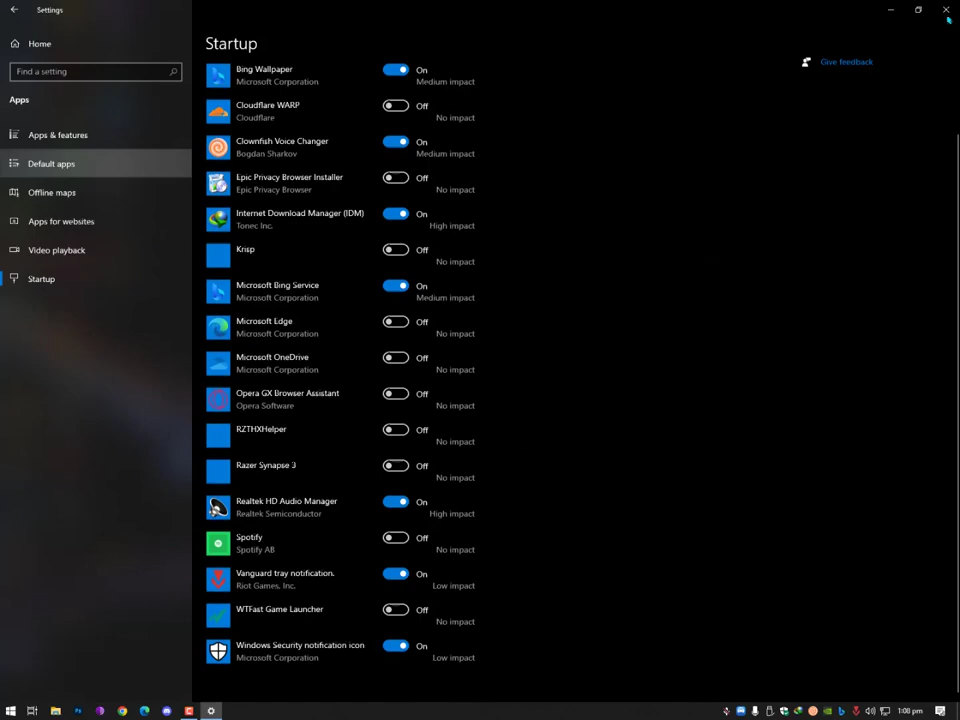 Settings
Home
Find a setting
Apps
Apps & features
Default apps
Offline maps
Apps for websites
Video playback
Startup
Startup
Bing Wallpaper
Microsoft Corporation
On
Medium impact
Cloudflare WARP
Cloudflare
Off
No impact
Clownfish Voice Changer
Bogdan Sharkov
On
Medium impact
Epic Privacy Browser Installer
Epic Privacy Browser
Off
No impact
Internet Download Manager (IDM)
Tonec Inc.
On
High impact
Krisp
Off
No impact
Microsoft Bing Service
Microsoft Corporation
On
Medium impact
Microsoft Edge
Microsoft Corporation
Off
No impact
Microsoft OneDrive
Microsoft Corporation
Off
No impact
Opera GX Browser Assistant
Opera Software
Off
No impact
RZTHXHelper
Off
No impact
Razer Synapse 3
Off
No impact
Realtek HD Audio Manager
Realtek Semiconductor
On
High impact
Spotify
Spotify AB
Off
No impact
Vanguard tray notification.
Riot Games, Inc.
On
Low impact
WTFast Game Launcher
Off
No impact
Windows Security notification icon
Microsoft Corporation
On
Low impact
Give feedback
1:08 pm